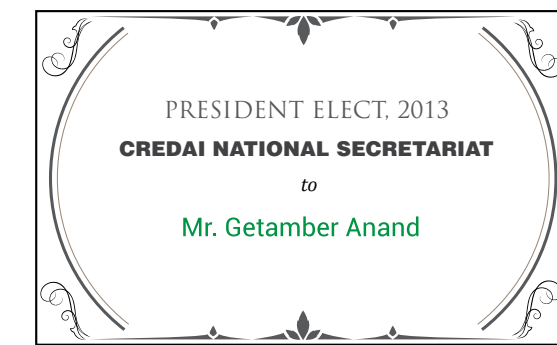 PRESIDENT ELECT, 2013
CREDAI NATIONAL SECRETARIAT
to
Mr. Getamber Anand